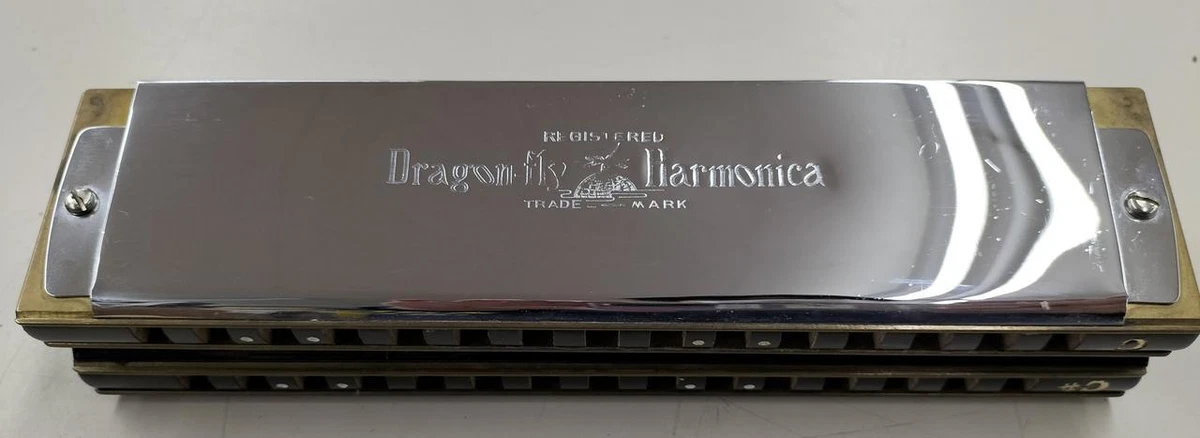 REGISTERED
Dragon-fly Harmonica
TRADE MARK
C
C#